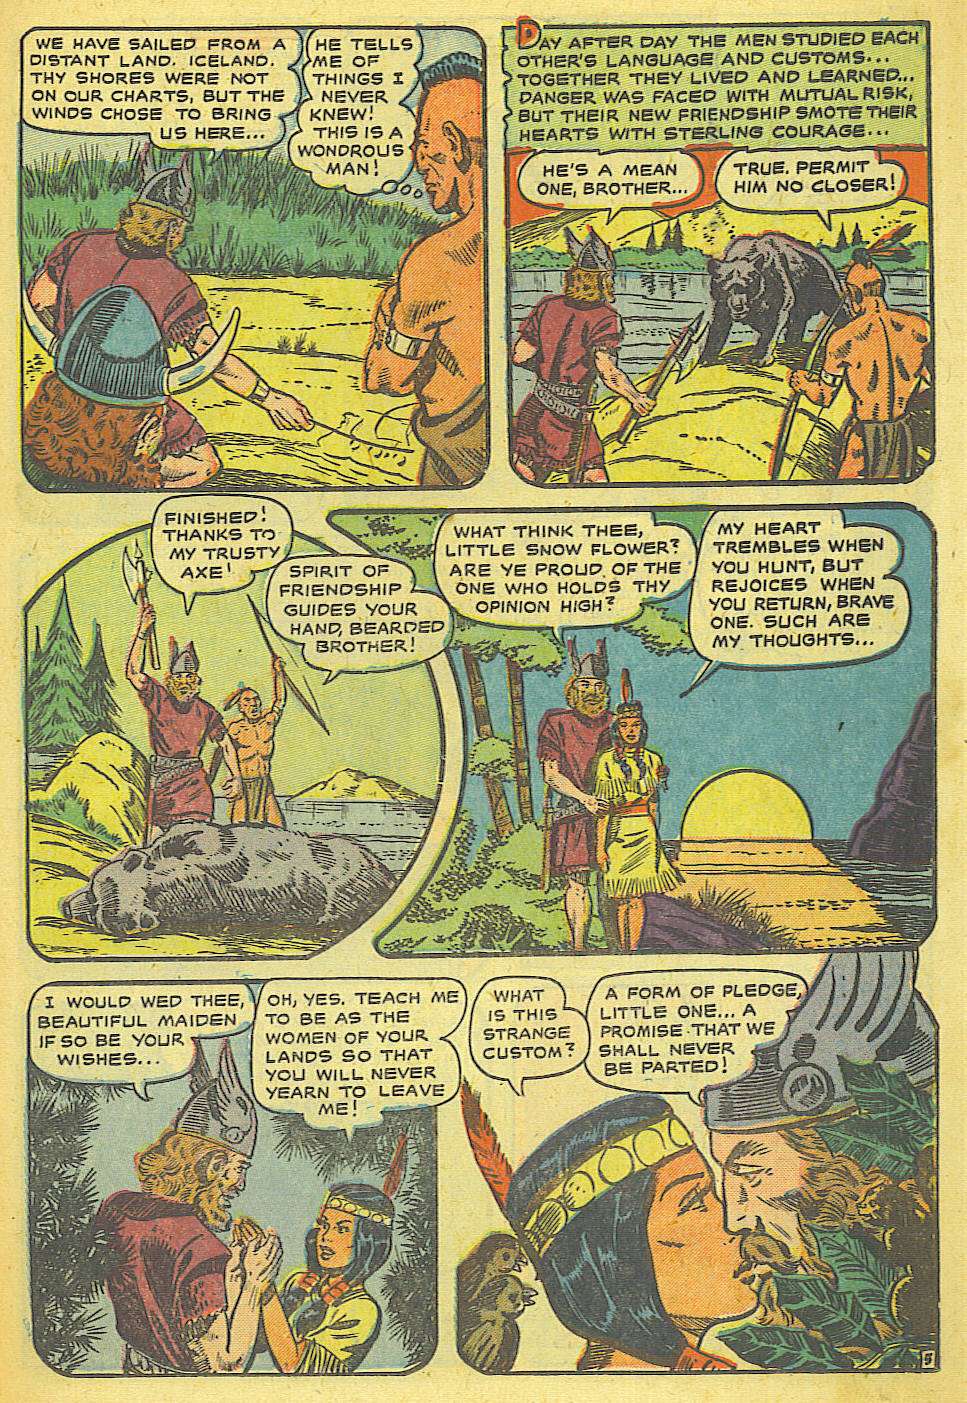 WE HAVE SAILED FROM A
DISTANT LAND. ICELAND.
THY SHORES WERE NOT
ON OUR CHARTS, BUT THE
WINDS CHOSE TO BRING
US HERE...
HE TELLS
ME OF
THINGS I
NEVER
KNEW!
THIS IS A
WONDROUS
MAN!
DAY AFTER DAY THE MEN STUDIED EACH
OTHER'S LANGUAGE AND CUSTOMS...
TOGETHER THEY LIVED AND LEARNED...
DANGER WAS FACED WITH MUTUAL RISK,
BUT THEIR NEW FRIENDSHIP SMOTE THEIR
HEARTS WITH STERLING COURAGE...
HE'S A MEAN
ONE, BROTHER...
TRUE. PERMIT
HIM NO CLOSER!
FINISHED!
THANKS TO
MY TRUSTY
AXE!
SPIRIT OF
FRIENDSHIP
GUIDES YOUR
HAND, BEARDED
BROTHER!
WHAT THINK THEE,
LITTLE SNOW FLOWER?
ARE YE PROUD OF THE
ONE WHO HOLDS THY
OPINION HIGH?
MY HEART
TREMBLES WHEN
YOU HUNT, BUT
REJOICES WHEN
YOU RETURN, BRAVE
ONE. SUCH ARE
MY THOUGHTS...
I WOULD WED THEE,
BEAUTIFUL MAIDEN
IF SO BE YOUR
WISHES...
OH, YES. TEACH ME
TO BE AS THE
WOMEN OF YOUR
LANDS SO THAT
YOU WILL NEVER
YEARN TO LEAVE
ME!
WHAT
IS THIS
STRANGE
CUSTOM?
A FORM OF PLEDGE,
LITTLE ONE... A
PROMISE THAT WE
SHALL NEVER
BE PARTED!
5